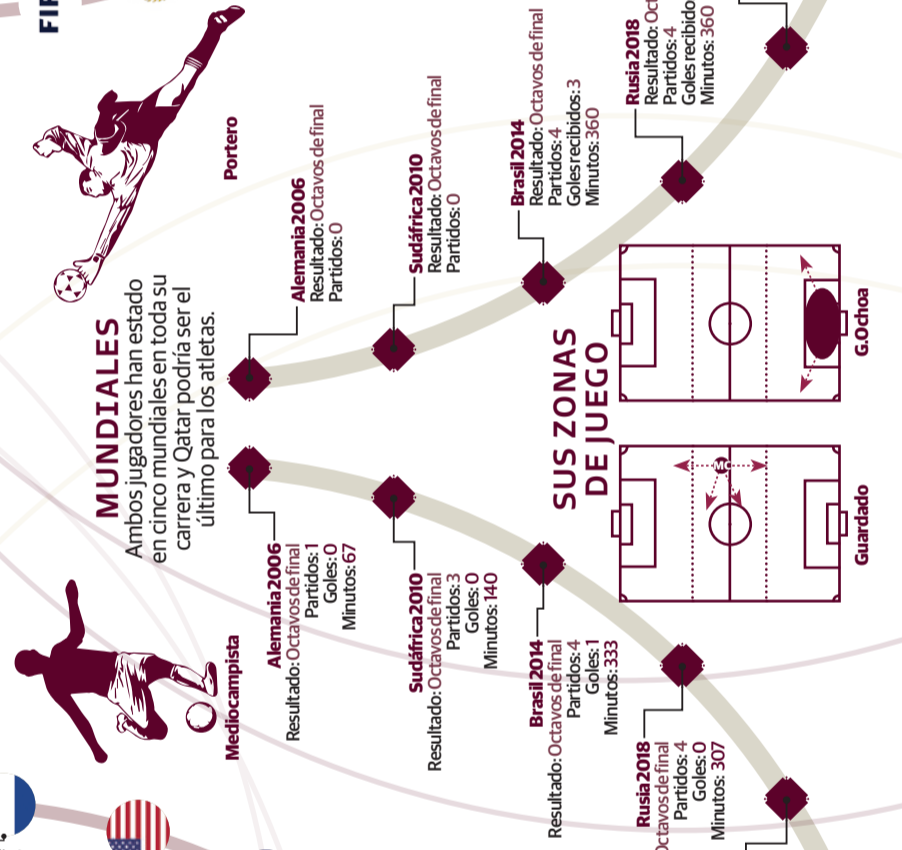 FIF
MUNDIALES
Ambos jugadores han estado
en cinco mundiales en toda su
carrera y Qatar podría ser el
último para los atletas.
Mediocampista
Alemania 2006
Resultado: Octavos de final
Partidos: 1
Goles: 0
Minutos: 67
Sudáfrica 2010
Resultado: Octavos de final
Partidos: 3
Goles: 0
Minutos: 140
Brasil 2014
Resultado: Octavos de final
Partidos: 4
Goles: 1
Minutos: 333
Rusia 2018
Octavos de final
Partidos: 4
Goles: 0
Minutos: 307
Portero
Alemania 2006
Resultado: Octavos de final
Partidos: 0
Sudáfrica 2010
Resultado: Octavos de final
Partidos: 0
Brasil 2014
Resultado: Octavos de final
Partidos: 4
Goles recibidos: 3
Minutos: 360
Rusia 2018
Resultado: Oct
Partidos: 4
Goles recibido
Minutos: 360
SUS ZONAS
DE JUEGO
MC
Guardado
G. Ochoa